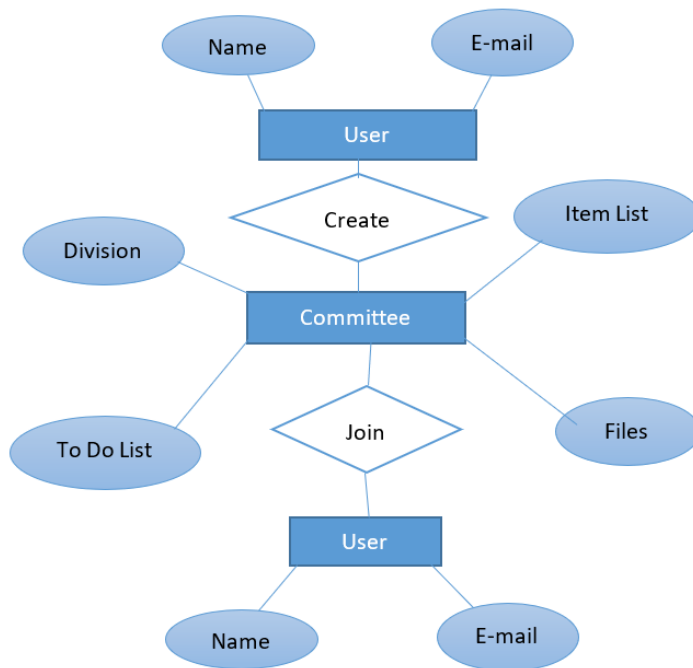 Name
E-mail
User
Create
Item List
Division
Committee
To Do List
Join
Files
User
Name
E-mail